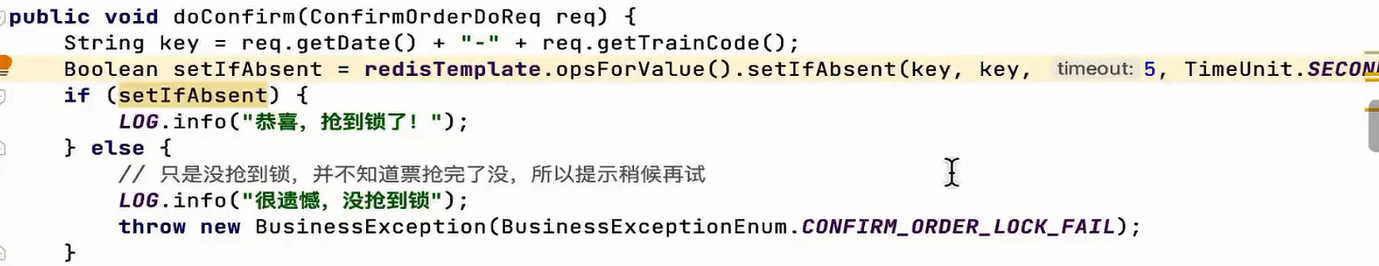 public void doConfirm(ConfirmOrderDoReq req) {
String key = req.getDate() + "-" + req.getTrainCode();
Boolean setIfAbsent = redisTemplate.opsForValue().setIfAbsent(key, key, timeout: 5, TimeUnit.SECON
if (setIfAbsent) {
LOG.info("恭喜，抢到锁了！");
} else {
// 只是没抢到锁，并不知道票抢完了没，所以提示稍候再试
LOG.info("很遗憾，没抢到锁");
throw new BusinessException(BusinessExceptionEnum.CONFIRM_ORDER_LOCK_FAIL);
}